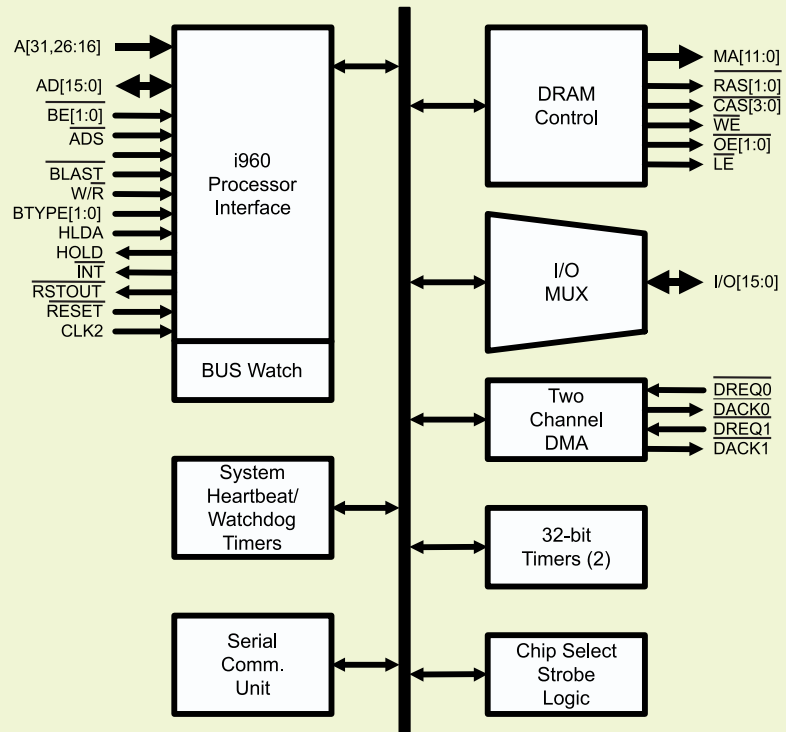 A[31,26:16]
AD[15:0]
BE[1:0]
ADS
BLAST
W/R
BTYPE[1:0]
HLDA
HOLD
INT
RSTOUT
RESET
CLK2
i960
Processor
Interface
BUS Watch
System
Heartbeat/
Watchdog
Timers
Serial
Comm.
Unit
DRAM
Control
MA[11:0]
RAS[1:0]
CAS[3:0]
WE
OE[1:0]
LE
I/O
MUX
I/O[15:0]
Two
Channel
DMA
DREQ0
DACK0
DREQ1
DACK1
32-bit
Timers (2)
Chip Select
Strobe
Logic